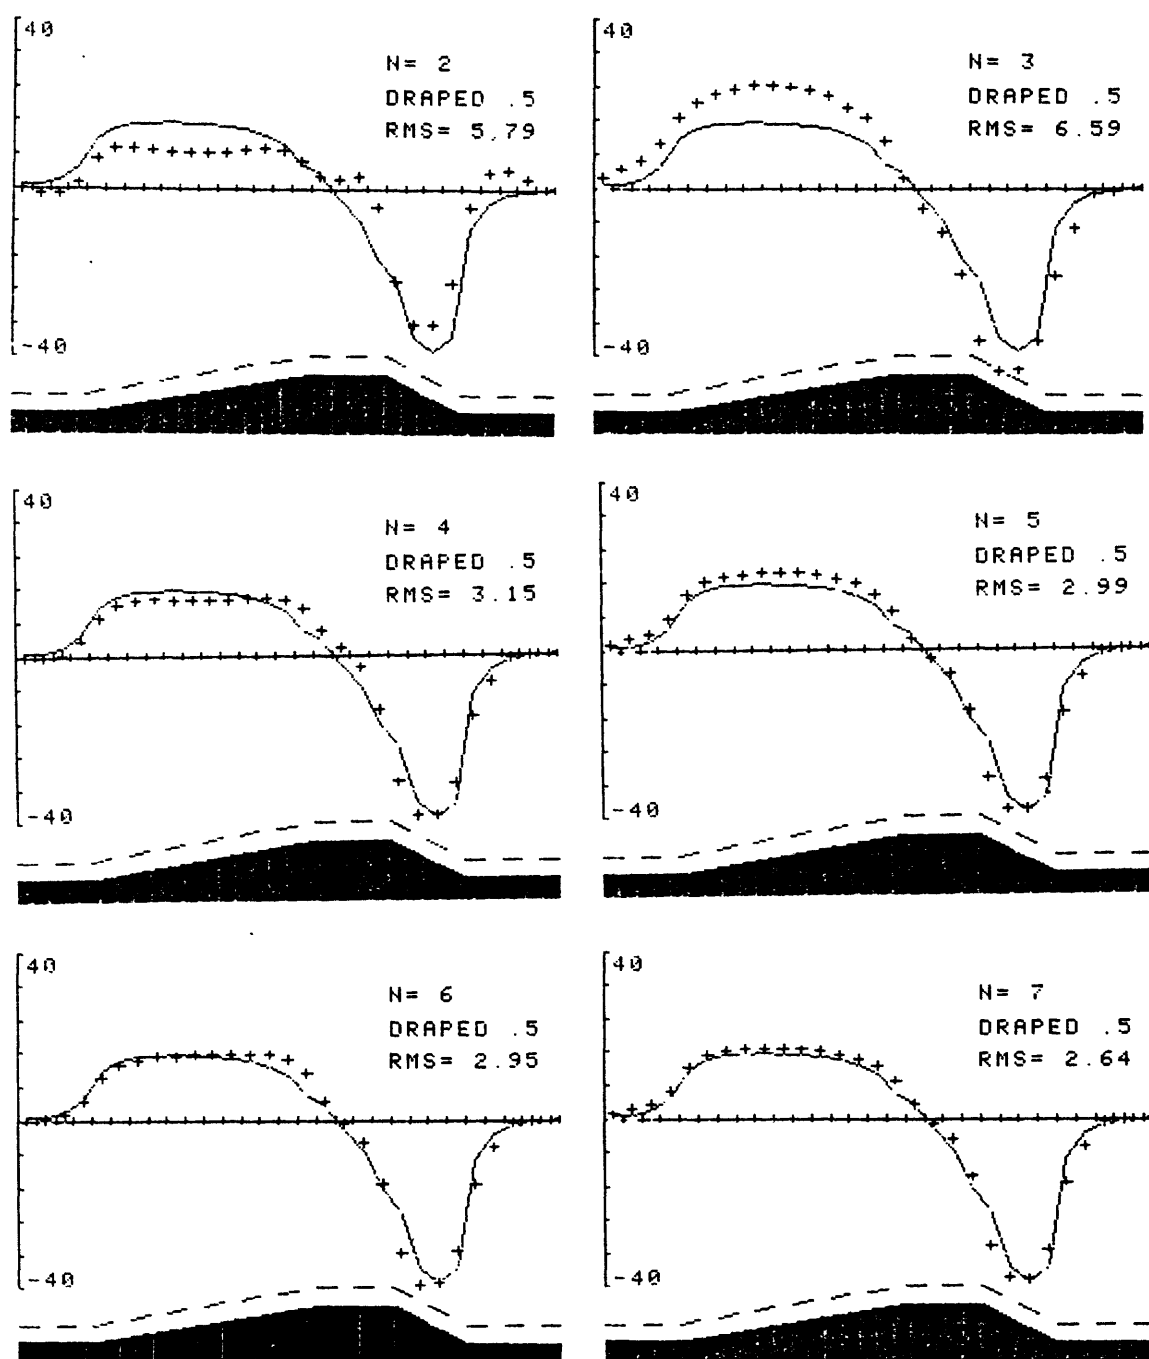 40
N= 2
DRAPED .5
RMS= 5.79
-40
40
N= 3
DRAPED .5
RMS= 6.59
-40
40
N= 4
DRAPED .5
RMS= 3.15
-40
40
N= 5
DRAPED .5
RMS= 2.99
-40
40
N= 6
DRAPED .5
RMS= 2.95
-40
40
N= 7
DRAPED .5
RMS= 2.64
-40